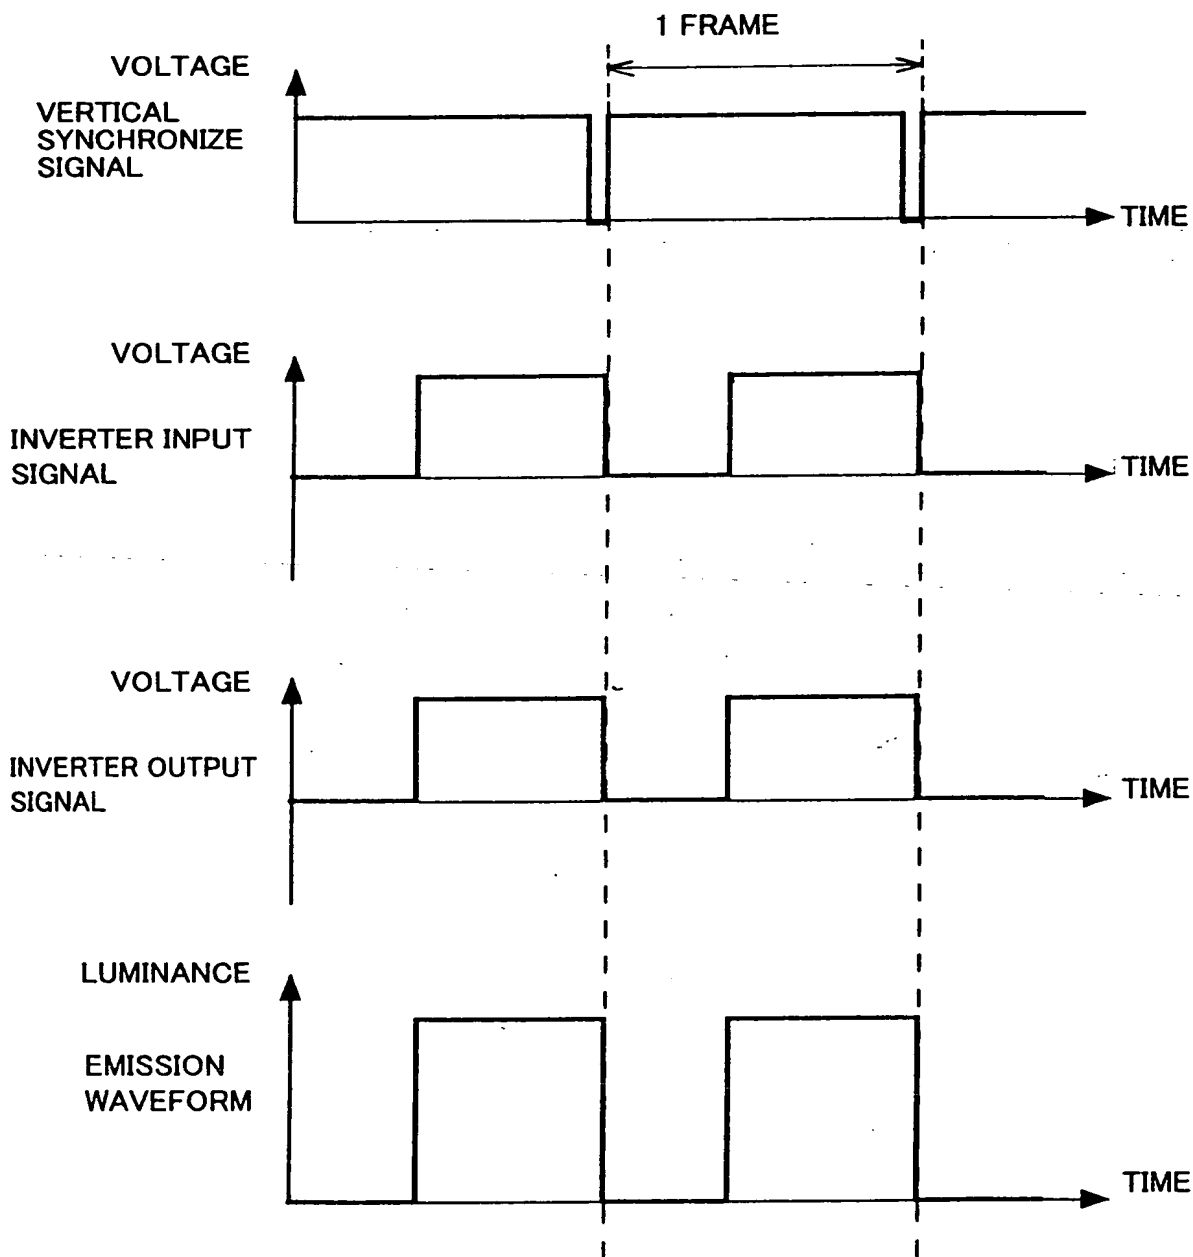 1 FRAME
VOLTAGE
VERTICAL
SYNCHRONIZE
SIGNAL
TIME
VOLTAGE
INVERTER INPUT
SIGNAL
TIME
VOLTAGE
INVERTER OUTPUT
SIGNAL
TIME
LUMINANCE
EMISSION
WAVEFORM
TIME